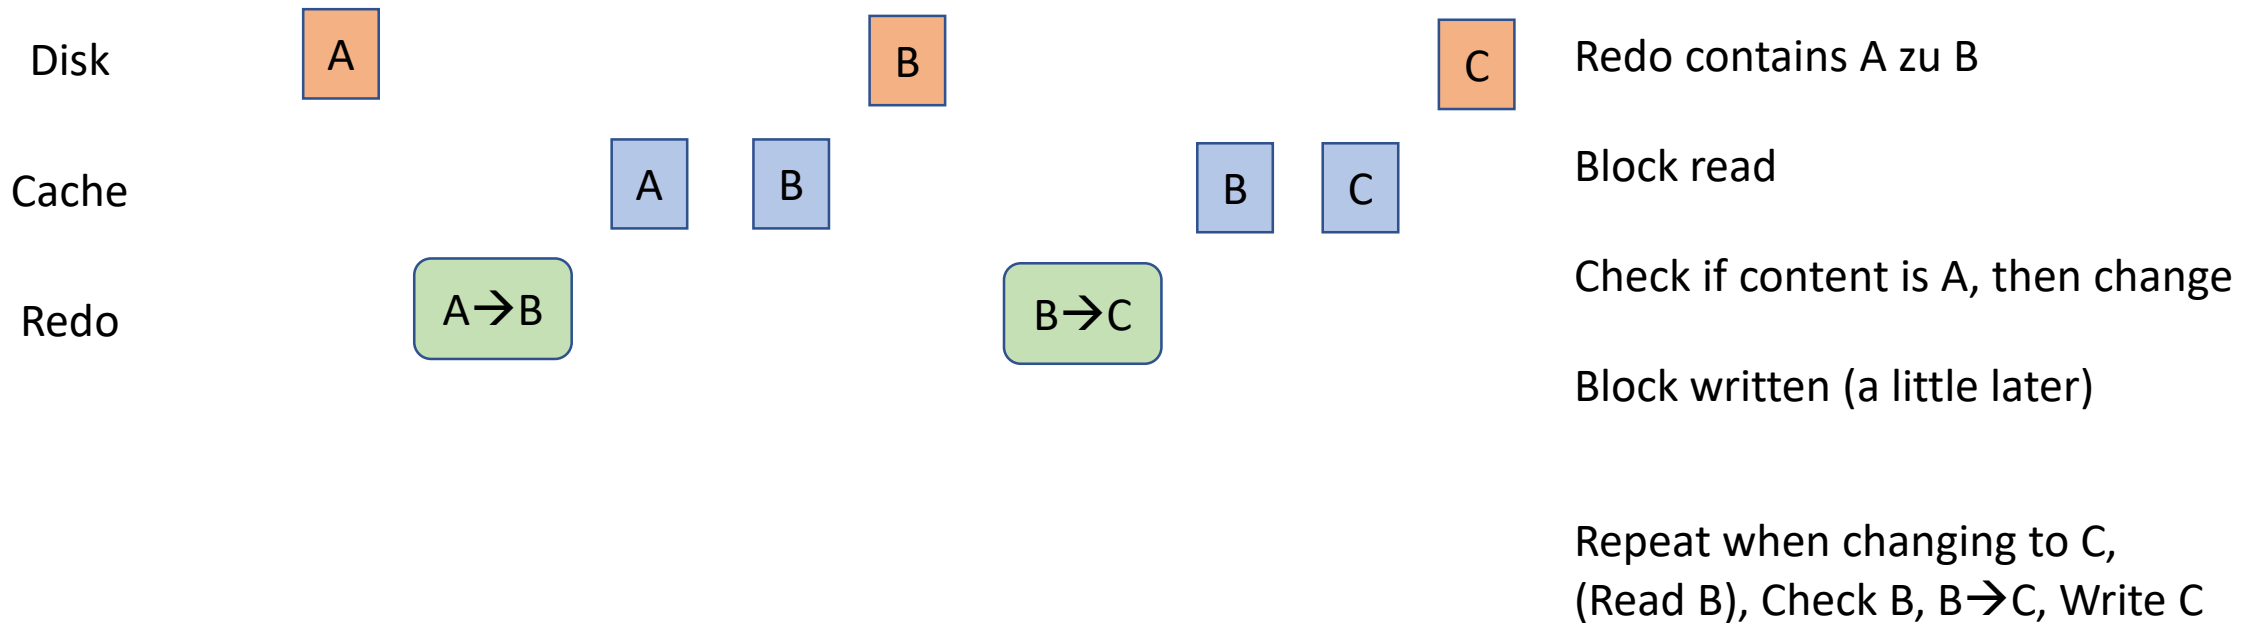 Disk
A
B
C
Redo contains A zu B
Cache
A
B
B
C
Block read
Redo
A→B
B→C
Check if content is A, then change
Block written (a little later)
Repeat when changing to C,
(Read B), Check B, B→C, Write C